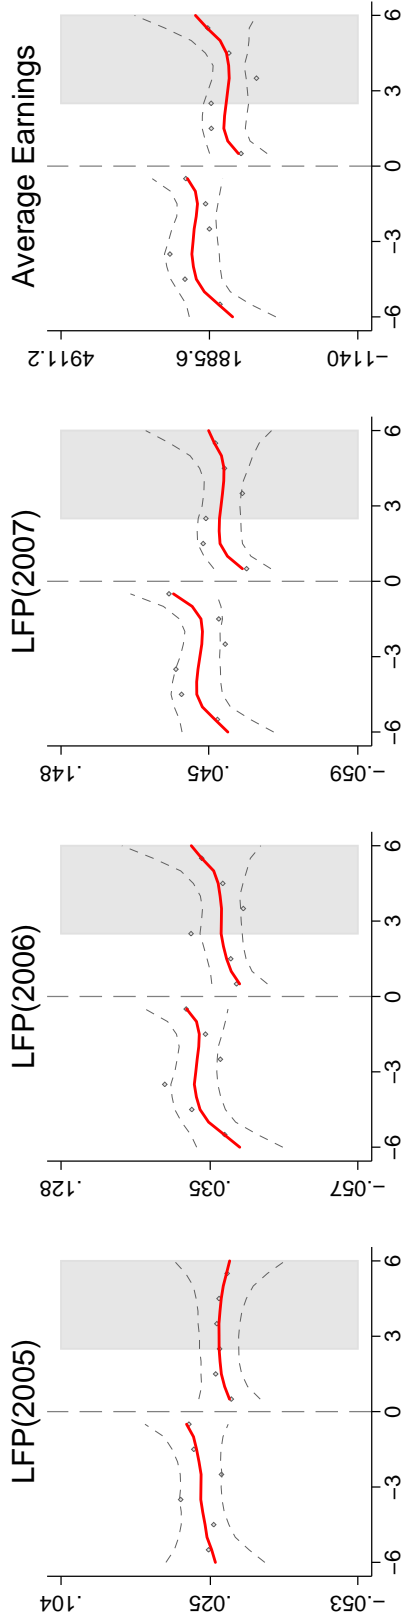 LFP(2005)
.104
.025
−.053
−6 −3 0 3 6
LFP(2006)
.128
.035
−.057
−6 −3 0 3 6
LFP(2007)
.148
.045
−.059
−6 −3 0 3 6
Average Earnings
4911.2
1885.6
−1140
−6 −3 0 3 6